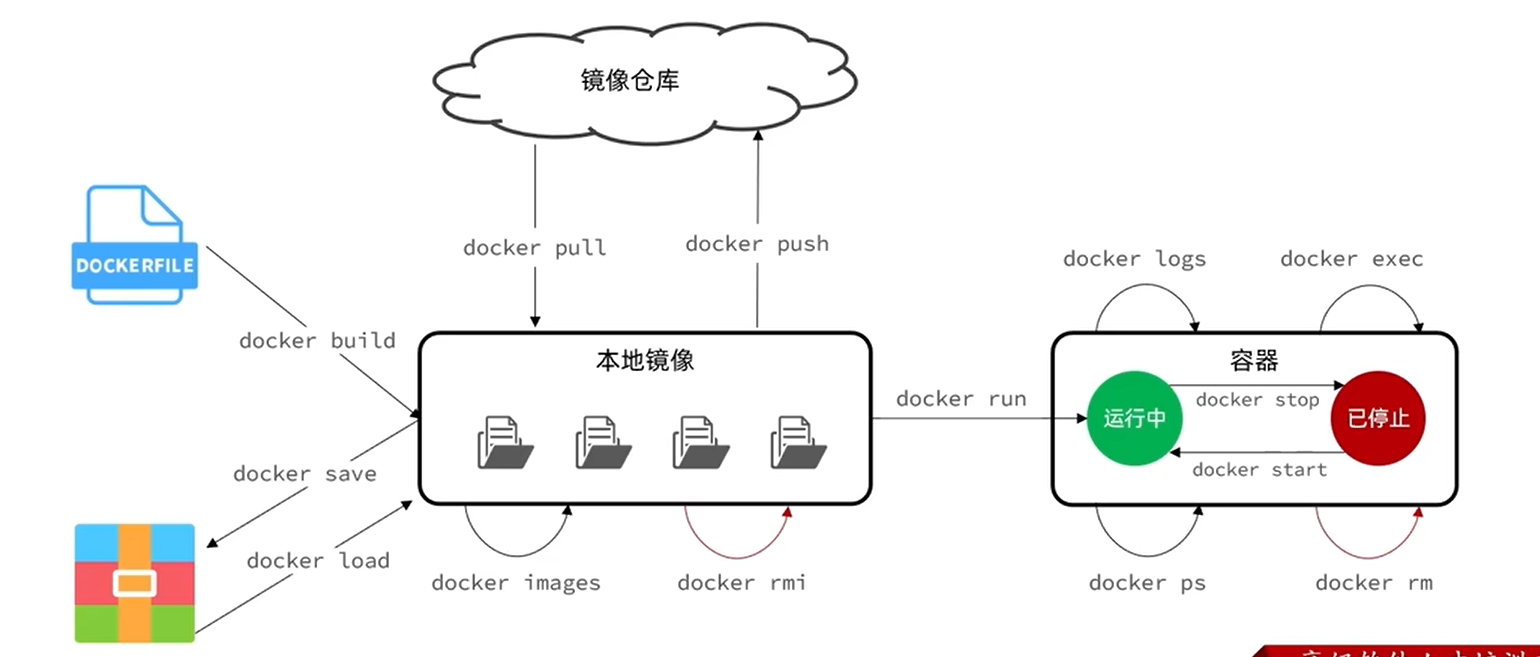 镜像仓库
DOCKERFILE
docker pull
docker push
docker logs
docker exec
docker build
本地镜像
容器
docker run
运行中
docker stop
已停止
docker start
docker save
docker load
docker images
docker rmi
docker ps
docker rm